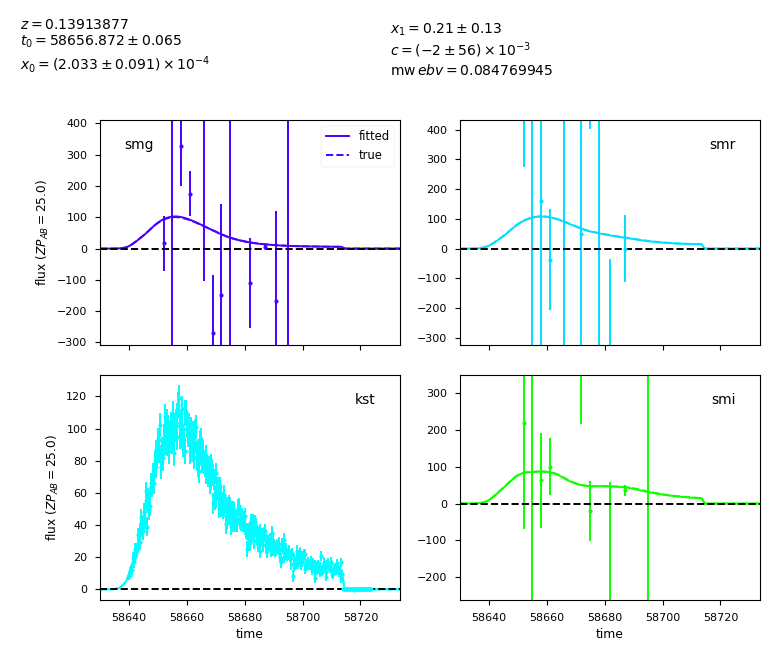 z = 0.13913877
t₀ = 58656.872 ± 0.065
x₀ = (2.033 ± 0.091) × 10⁻⁴
x₁ = 0.21 ± 0.13
c = (−2 ± 56) × 10⁻³
mw ebv = 0.084769945
400
300
200
100
0
−100
−200
−300
flux (ZP_AB = 25.0)
smg
fitted
true
400
300
200
100
0
−100
−200
−300
smr
120
100
80
60
40
20
0
flux (ZP_AB = 25.0)
kst
58640 58660 58680 58700 58720
time
300
200
100
0
−100
−200
smi
58640 58660 58680 58700 58720
time